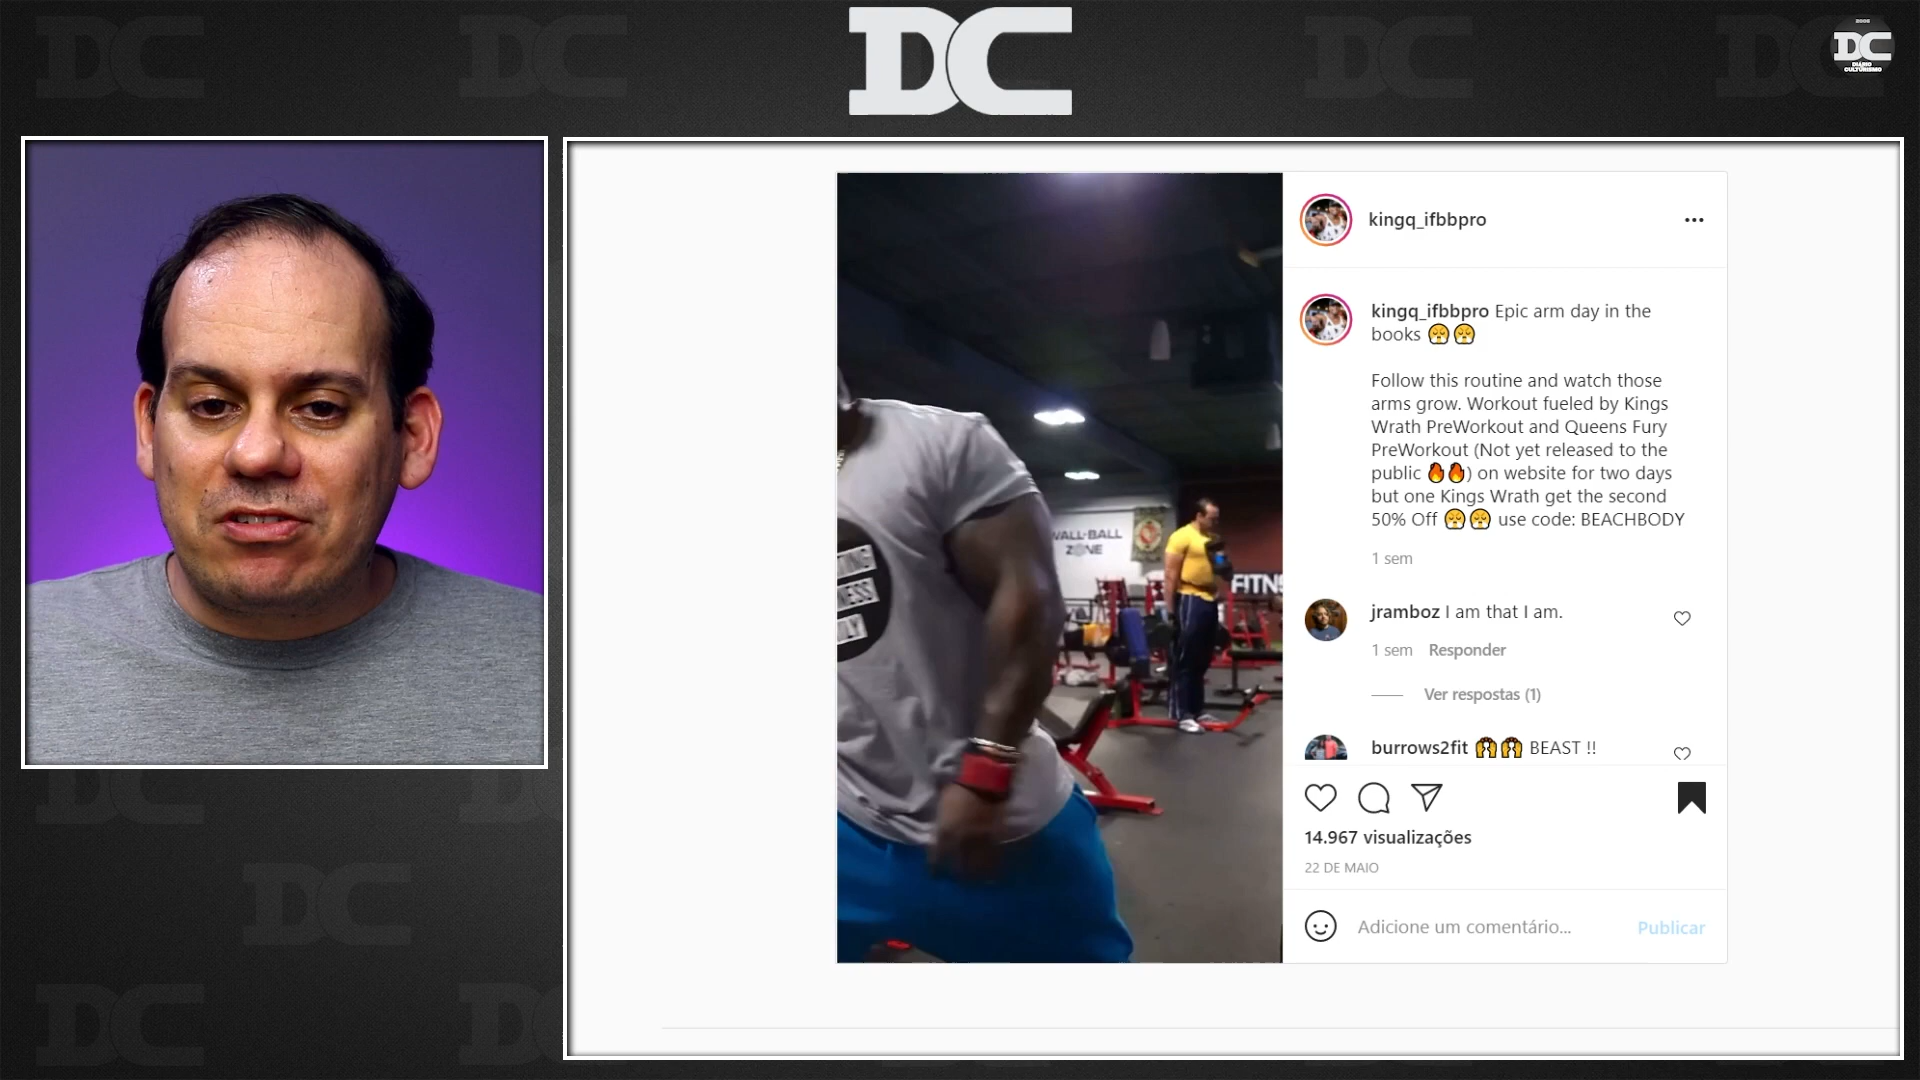 DC
DC
DIÁRIO
CULTURISMO
WALL-BALL
ZONE
FITN
kingq_ifbbpro
kingq_ifbbpro Epic arm day in the
books 😤😤
Follow this routine and watch those
arms grow. Workout fueled by Kings
Wrath PreWorkout and Queens Fury
PreWorkout (Not yet released to the
public 🔥🔥) on website for two days
but one Kings Wrath get the second
50% Off 😤😤 use code: BEACHBODY
1 sem
jramboz I am that I am.
1 sem Responder
Ver respostas (1)
burrows2fit 🙌🙌 BEAST !!
14.967 visualizações
22 DE MAIO
Adicione um comentário...
Publicar